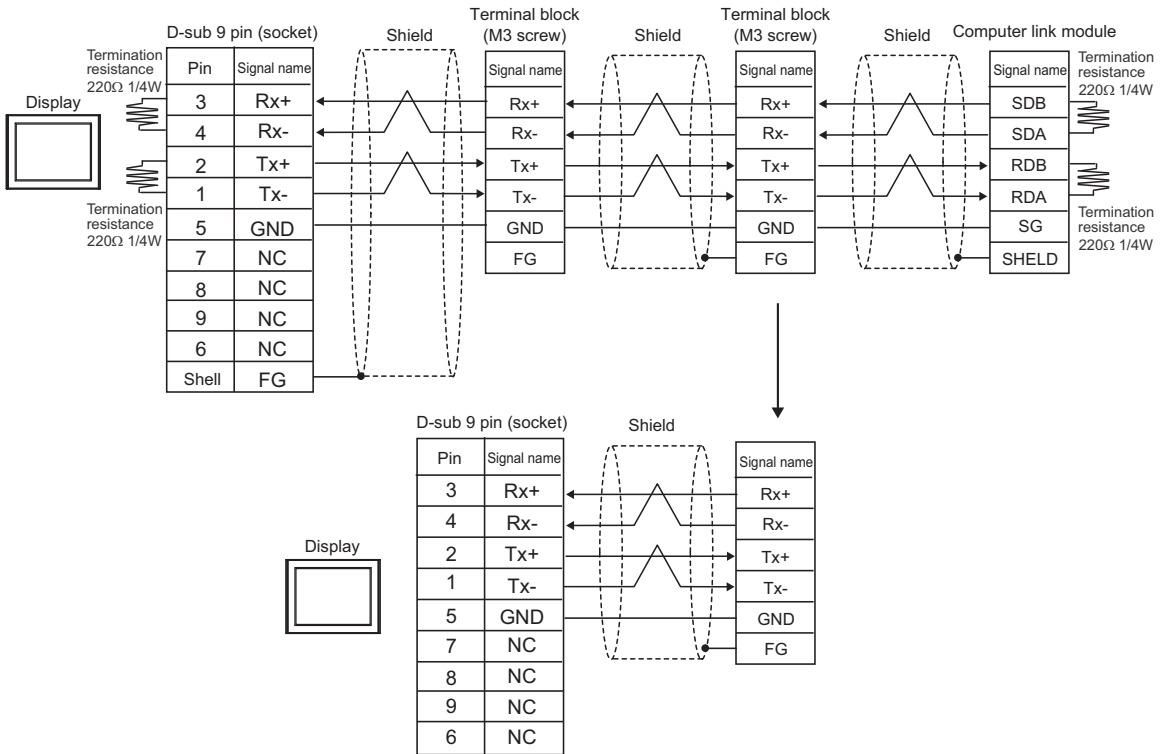 D-sub 9 pin (socket)
Shield
Terminal block
(M3 screw)
Shield
Terminal block
(M3 screw)
Shield
Computer link module
Termination
resistance
220Ω 1/4W
Display
Termination
resistance
220Ω 1/4W
Pin Signal name
3 Rx+
4 Rx-
2 Tx+
1 Tx-
5 GND
7 NC
8 NC
9 NC
6 NC
Shell FG
Signal name
Rx+
Rx-
Tx+
Tx-
GND
FG
Signal name
Rx+
Rx-
Tx+
Tx-
GND
FG
Signal name
SDB
SDA
RDB
RDA
SG
SHELD
Termination
resistance
220Ω 1/4W
Termination
resistance
220Ω 1/4W
D-sub 9 pin (socket)
Shield
Display
Pin Signal name
3 Rx+
4 Rx-
2 Tx+
1 Tx-
5 GND
7 NC
8 NC
9 NC
6 NC
Signal name
Rx+
Rx-
Tx+
Tx-
GND
FG